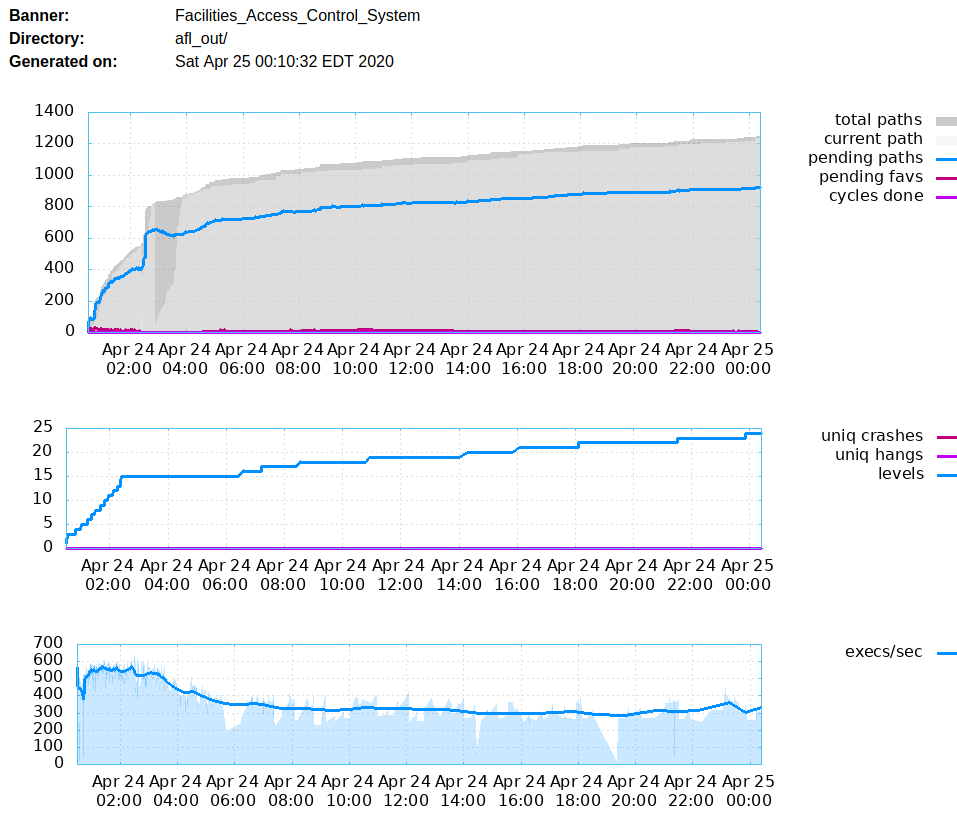 Banner: Facilities_Access_Control_System
Directory: afl_out/
Generated on: Sat Apr 25 00:10:32 EDT 2020
1400
1200
1000
800
600
400
200
0
Apr 24 Apr 24 Apr 24 Apr 24 Apr 24 Apr 24 Apr 24 Apr 24 Apr 24 Apr 24 Apr 24 Apr 25
02:00 04:00 06:00 08:00 10:00 12:00 14:00 16:00 18:00 20:00 22:00 00:00
total paths
current path
pending paths
pending favs
cycles done
25
20
15
10
5
0
Apr 24 Apr 24 Apr 24 Apr 24 Apr 24 Apr 24 Apr 24 Apr 24 Apr 24 Apr 24 Apr 24 Apr 25
02:00 04:00 06:00 08:00 10:00 12:00 14:00 16:00 18:00 20:00 22:00 00:00
uniq crashes
uniq hangs
levels
700
600
500
400
300
200
100
0
Apr 24 Apr 24 Apr 24 Apr 24 Apr 24 Apr 24 Apr 24 Apr 24 Apr 24 Apr 24 Apr 24 Apr 25
02:00 04:00 06:00 08:00 10:00 12:00 14:00 16:00 18:00 20:00 22:00 00:00
execs/sec